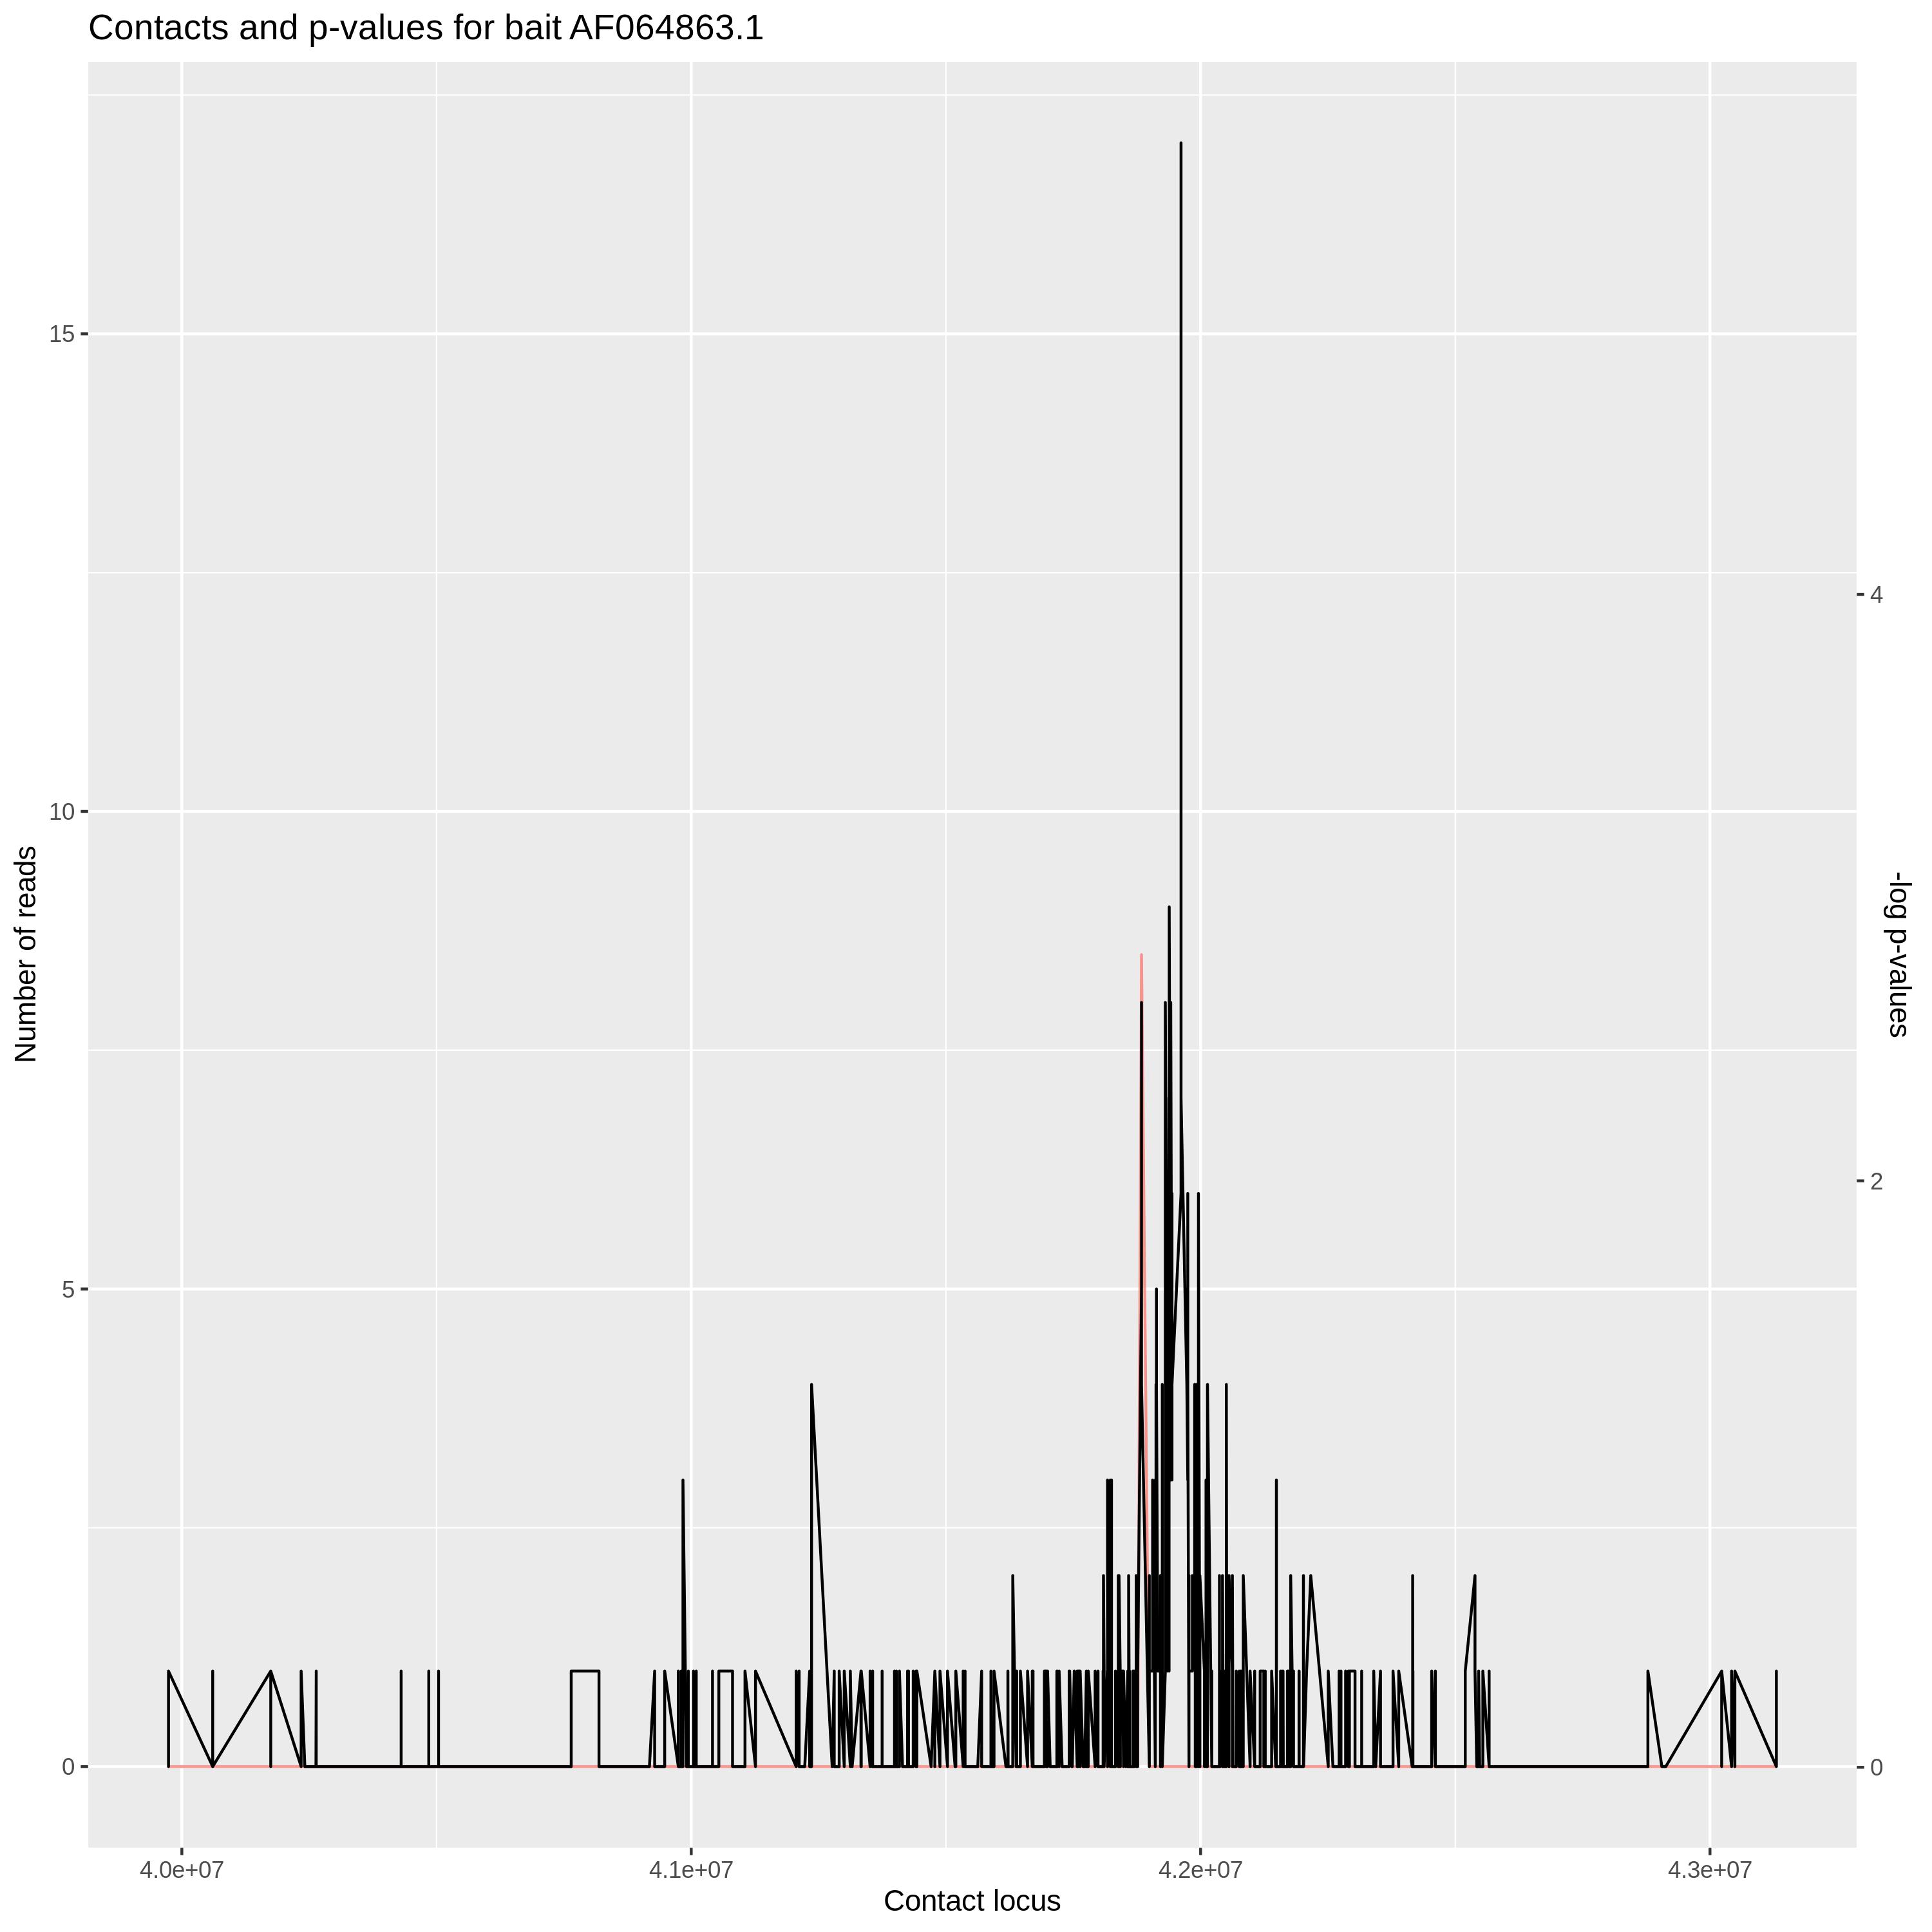 Contacts and p-values for bait AF064863.1
15
10
5
0
Number of reads
4
2
0
-log p-values
4.0e+07 4.1e+07 4.2e+07 4.3e+07
Contact locus